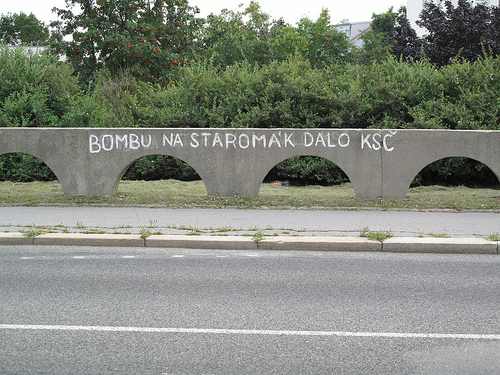 BOMBU NA STAROMÁK DALO KSČ